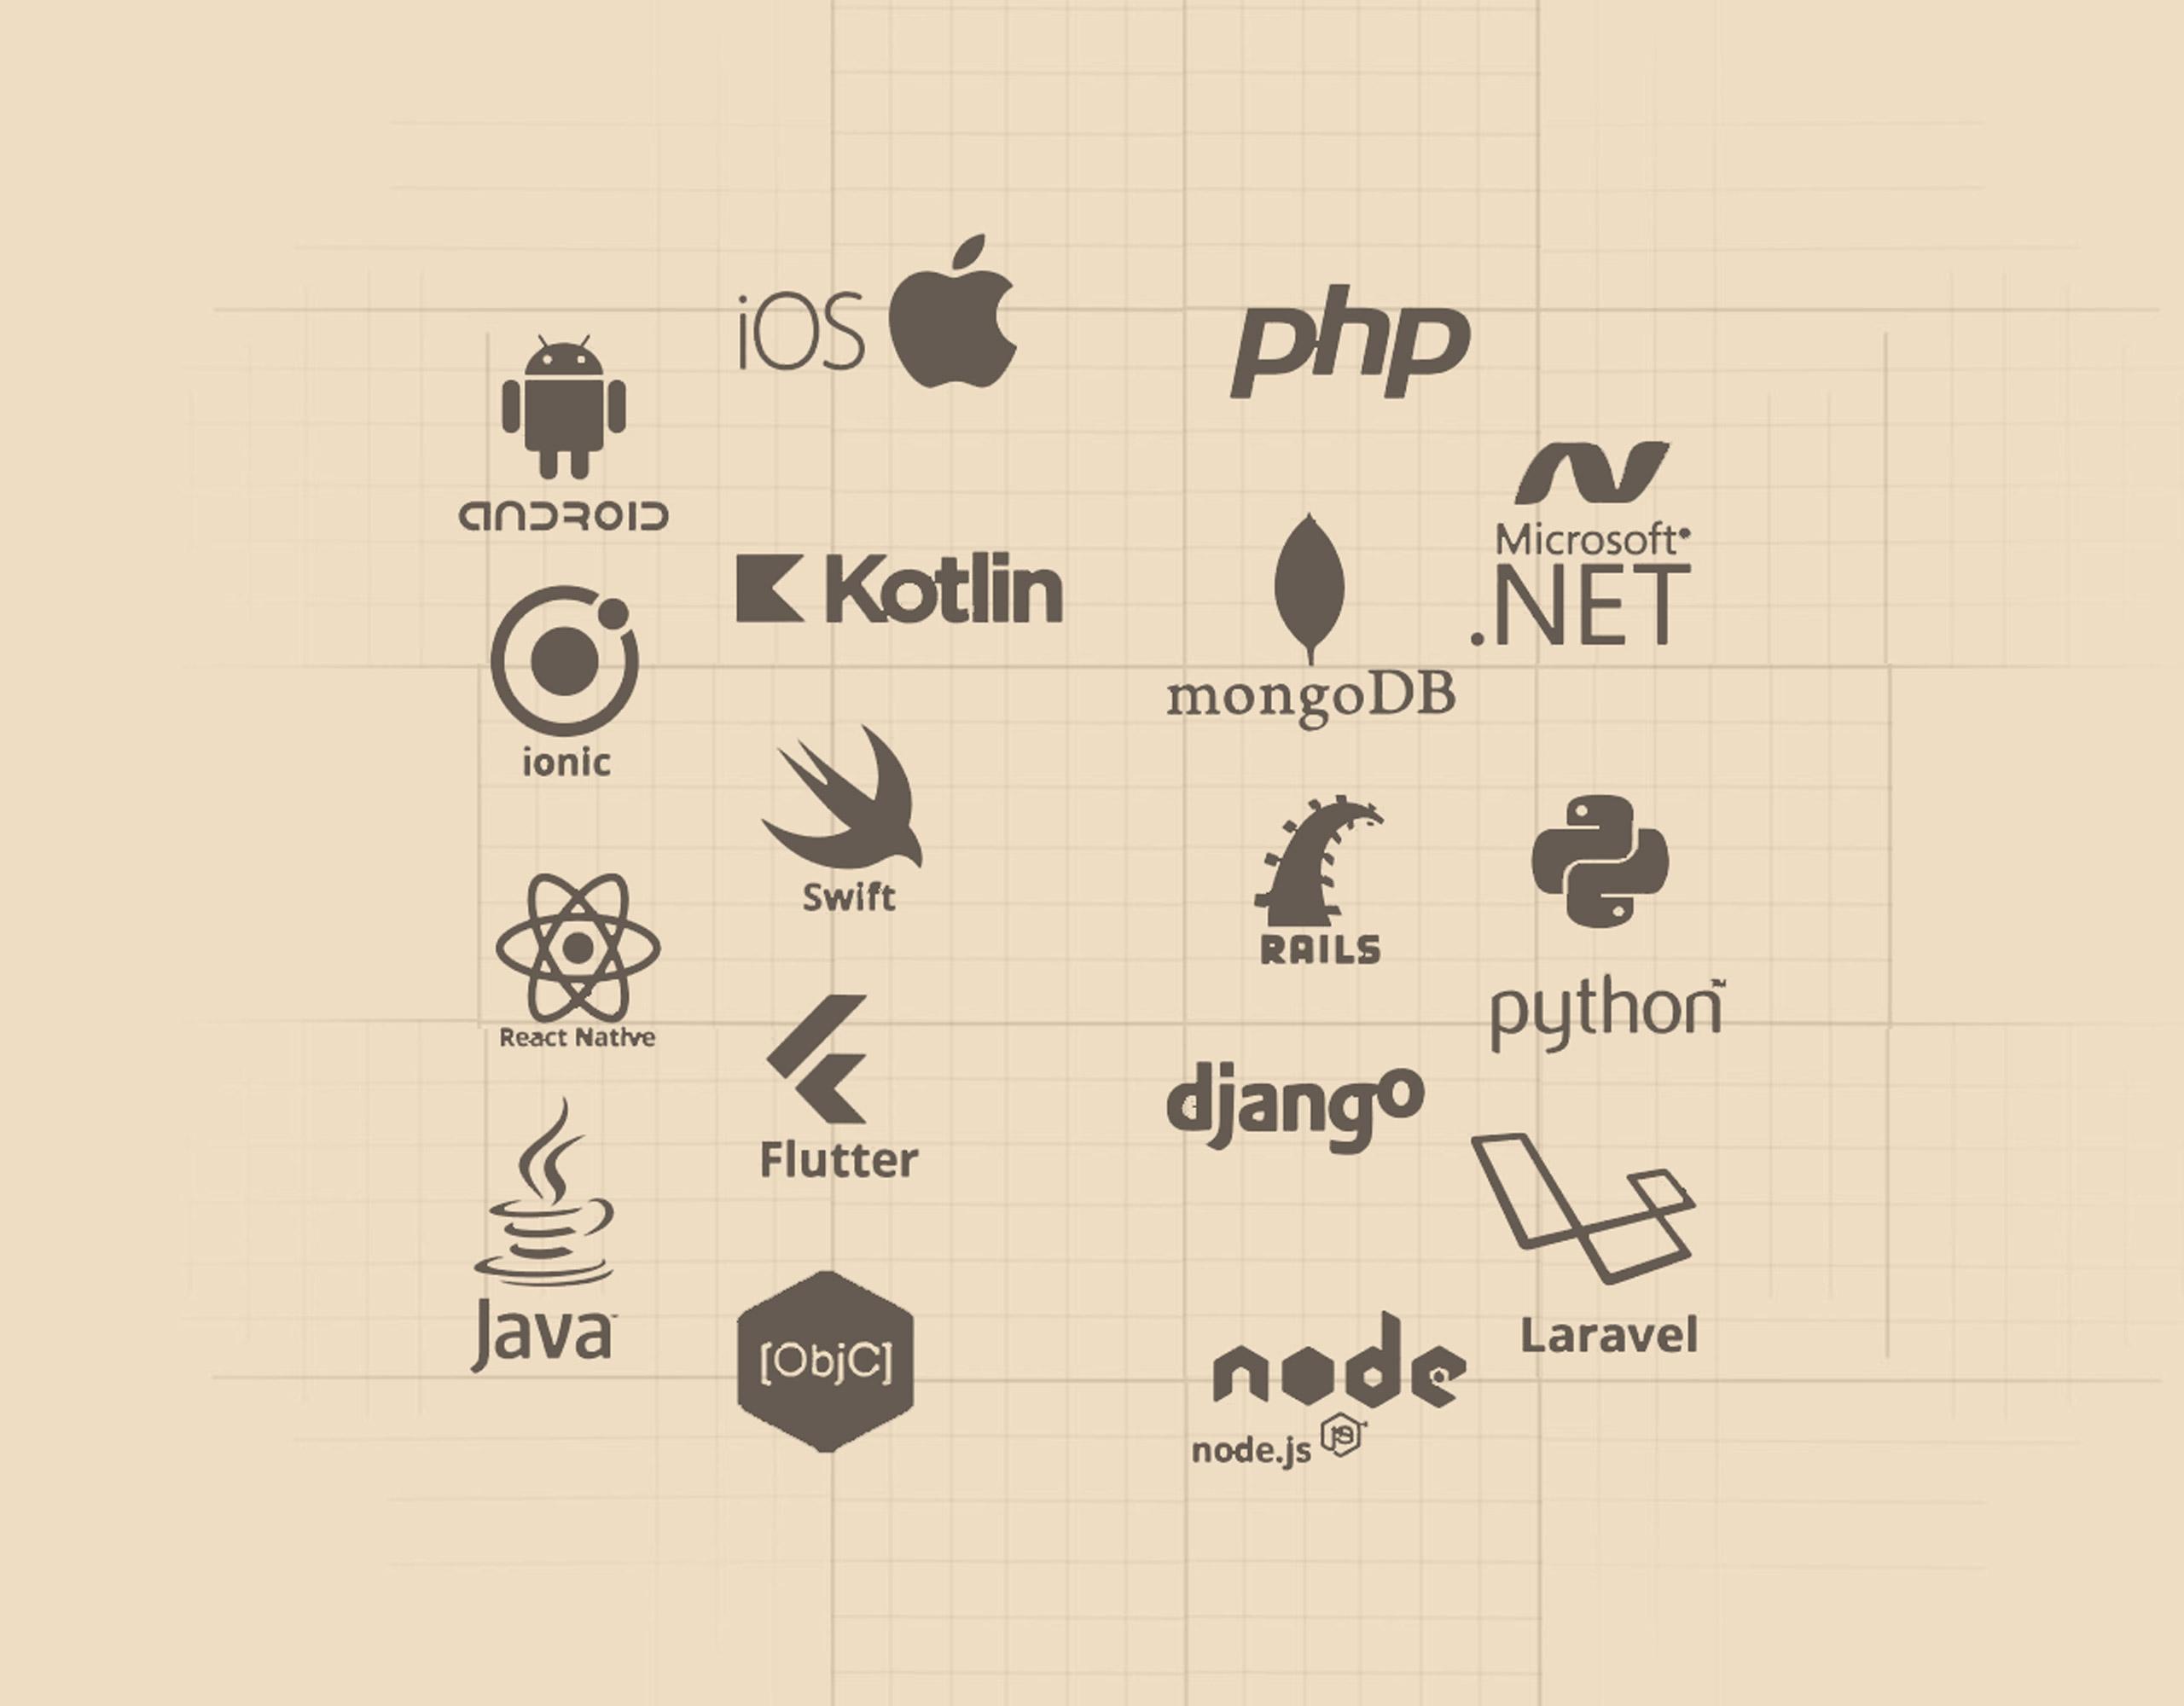 iOS
php
ANDROID
Microsoft
.NET
Kotlin
mongoDB
ionic
Swift
RAILS
python™
React Native
Flutter
django
Java
Laravel
[ObjC]
node
node.js
JS